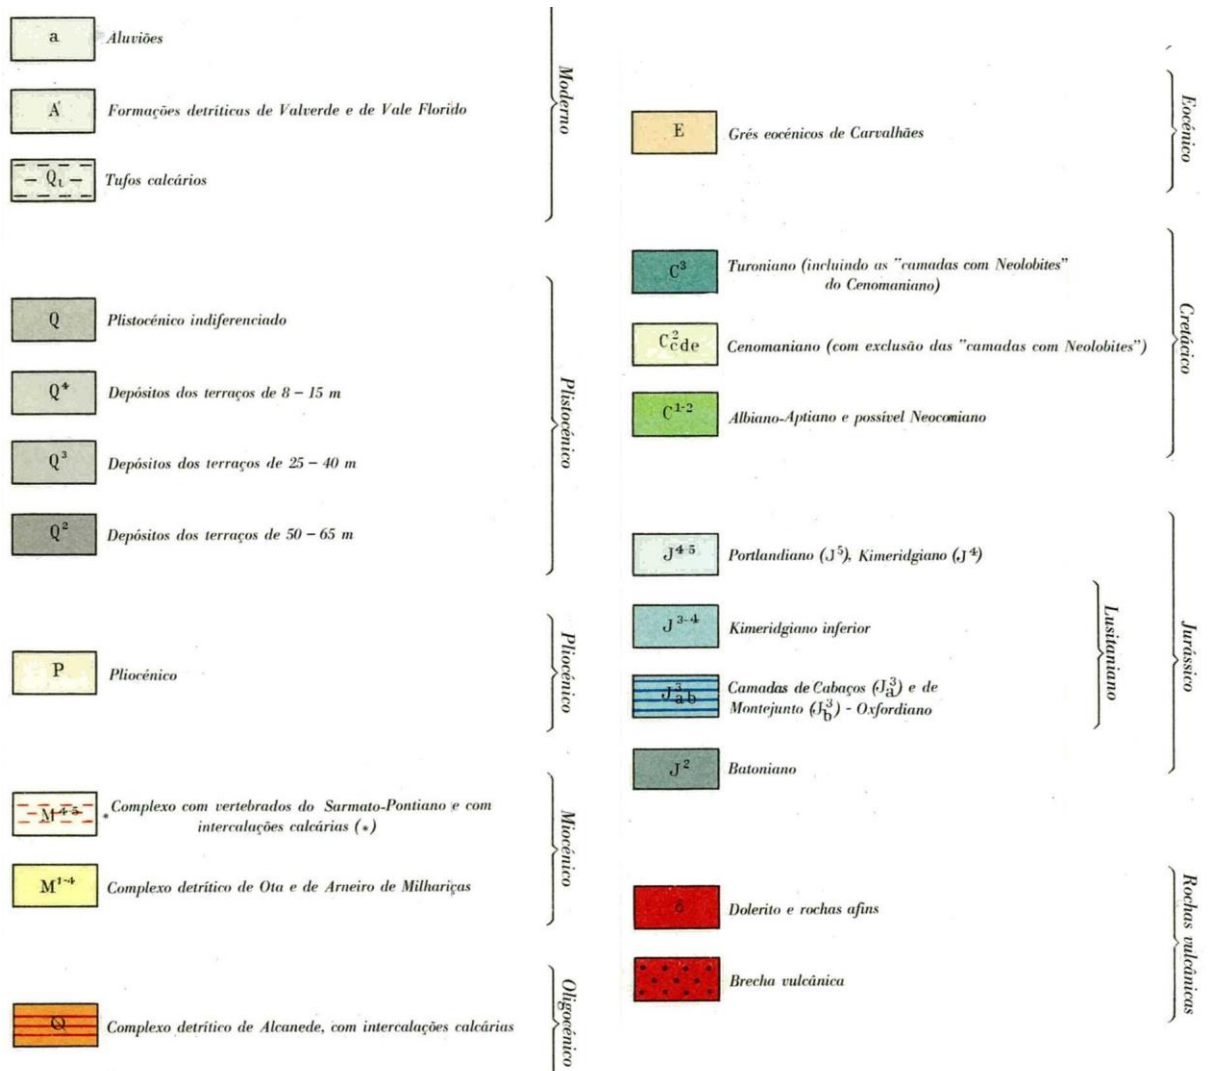 a Aluviões
A Formações detríticas de Valverde e de Vale Florido
Qt Tufos calcários
Moderno
Q Plistocénico indiferenciado
Q⁴ Depósitos dos terraços de 8 – 15 m
Q³ Depósitos dos terraços de 25 – 40 m
Q² Depósitos dos terraços de 50 – 65 m
Plistocénico
P Pliocénico
Pliocénico
M⁴⁻⁵ * Complexo com vertebrados do Sarmato-Pontiano e com
intercalações calcárias (*)
M¹⁻⁴ Complexo detrítico de Ota e de Arneiro de Milhariças
Miocénico
Complexo detrítico de Alcanede, com intercalações calcárias
Oligocénico
E Grés eocénicos de Carvalhães
Eocénico
C³ Turoniano (incluindo as "camadas com Neolobites"
do Cenomaniano)
C²cde Cenomaniano (com exclusão das "camadas com Neolobites")
C¹⁻² Albiano-Aptiano e possível Neocomiano
Cretácico
J⁴⁻⁵ Portlandiano (J⁵), Kimeridgiano (J⁴)
J³⁻⁴ Kimeridgiano inferior
J³ab Camadas de Cabaços (J³a) e de
Montejunto (J³b) - Oxfordiano
Lusitaniano
J² Batoniano
Jurássico
δ Dolerito e rochas afins
Brecha vulcânica
Rochas vulcânicas